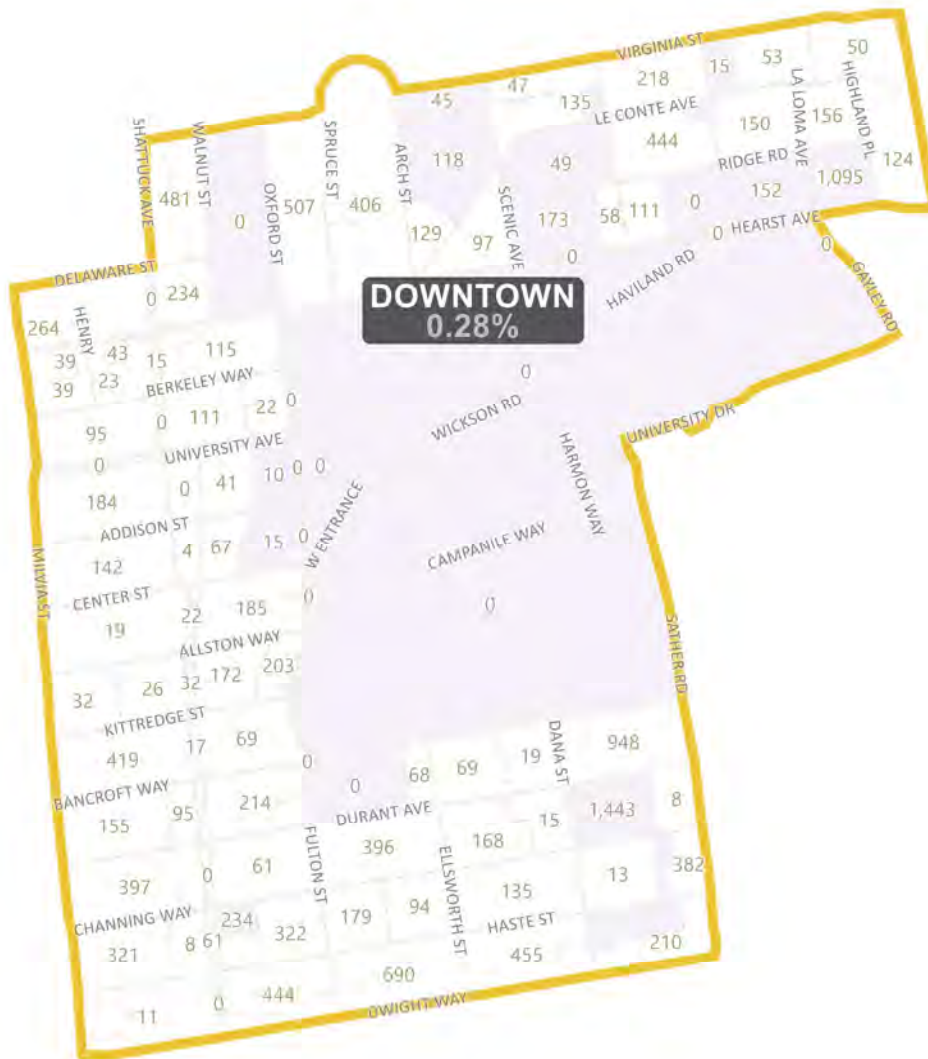 VIRGINIA ST
50
53
47
218
15
HIGHLAND PL
LA LOMA AVE
45
135
LE CONTE AVE
SHATTUCK AVE
WALNUT ST
SPRUCE ST
ARCH ST
150
156
444
118
49
RIDGE RD
124
481
OXFORD ST
507
406
SCENIC AVE
152
1,095
0
173
58
111
0
HEARST AVE
129
97
0
0
0
DELAWARE ST
HAVILAND RD
GAYLEY RD
0
234
DOWNTOWN
0.28%
264
HENRY
39
43
15
115
39
23
BERKELEY WAY
0
95
0
111
22
0
WICKSON RD
UNIVERSITY DR
UNIVERSITY AVE
0
184
0
41
10
0
0
HARMON WAY
ADDISON ST
W ENTRANCE
142
4
67
15
0
CAMPANILE WAY
MILVIA ST
CENTER ST
0
0
19
22
185
ALLSTON WAY
SATHER RD
32
26
32
172
203
KITTREDGE ST
419
17
69
0
DANA ST
948
68
69
19
0
BANCROFT WAY
155
95
214
DURANT AVE
15
1,443
8
FULTON ST
396
ELLSWORTH ST
168
397
0
61
135
13
382
CHANNING WAY
234
179
94
HASTE ST
321
8
61
322
455
210
690
11
0
444
DWIGHT WAY